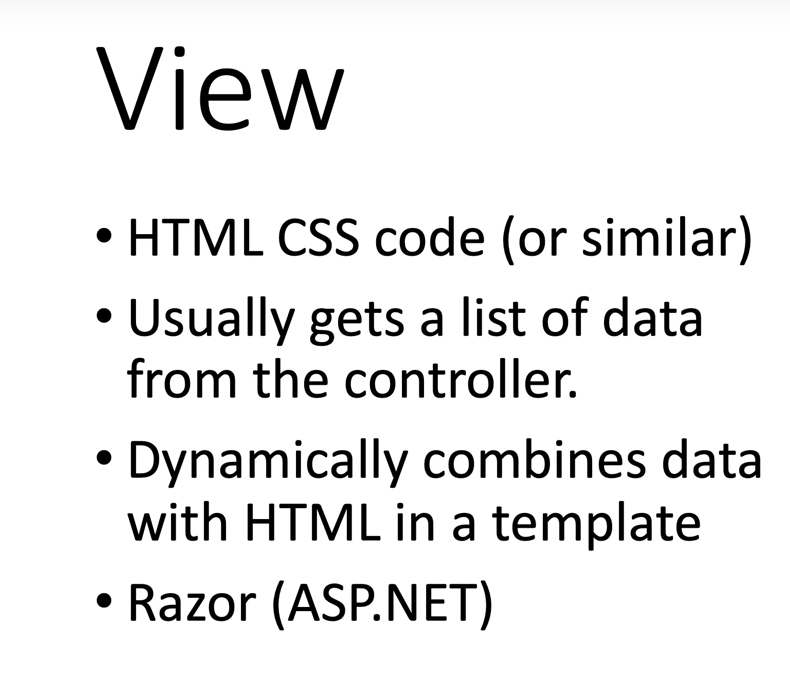 View
• HTML CSS code (or similar)
• Usually gets a list of data
from the controller.
• Dynamically combines data
with HTML in a template
• Razor (ASP.NET)